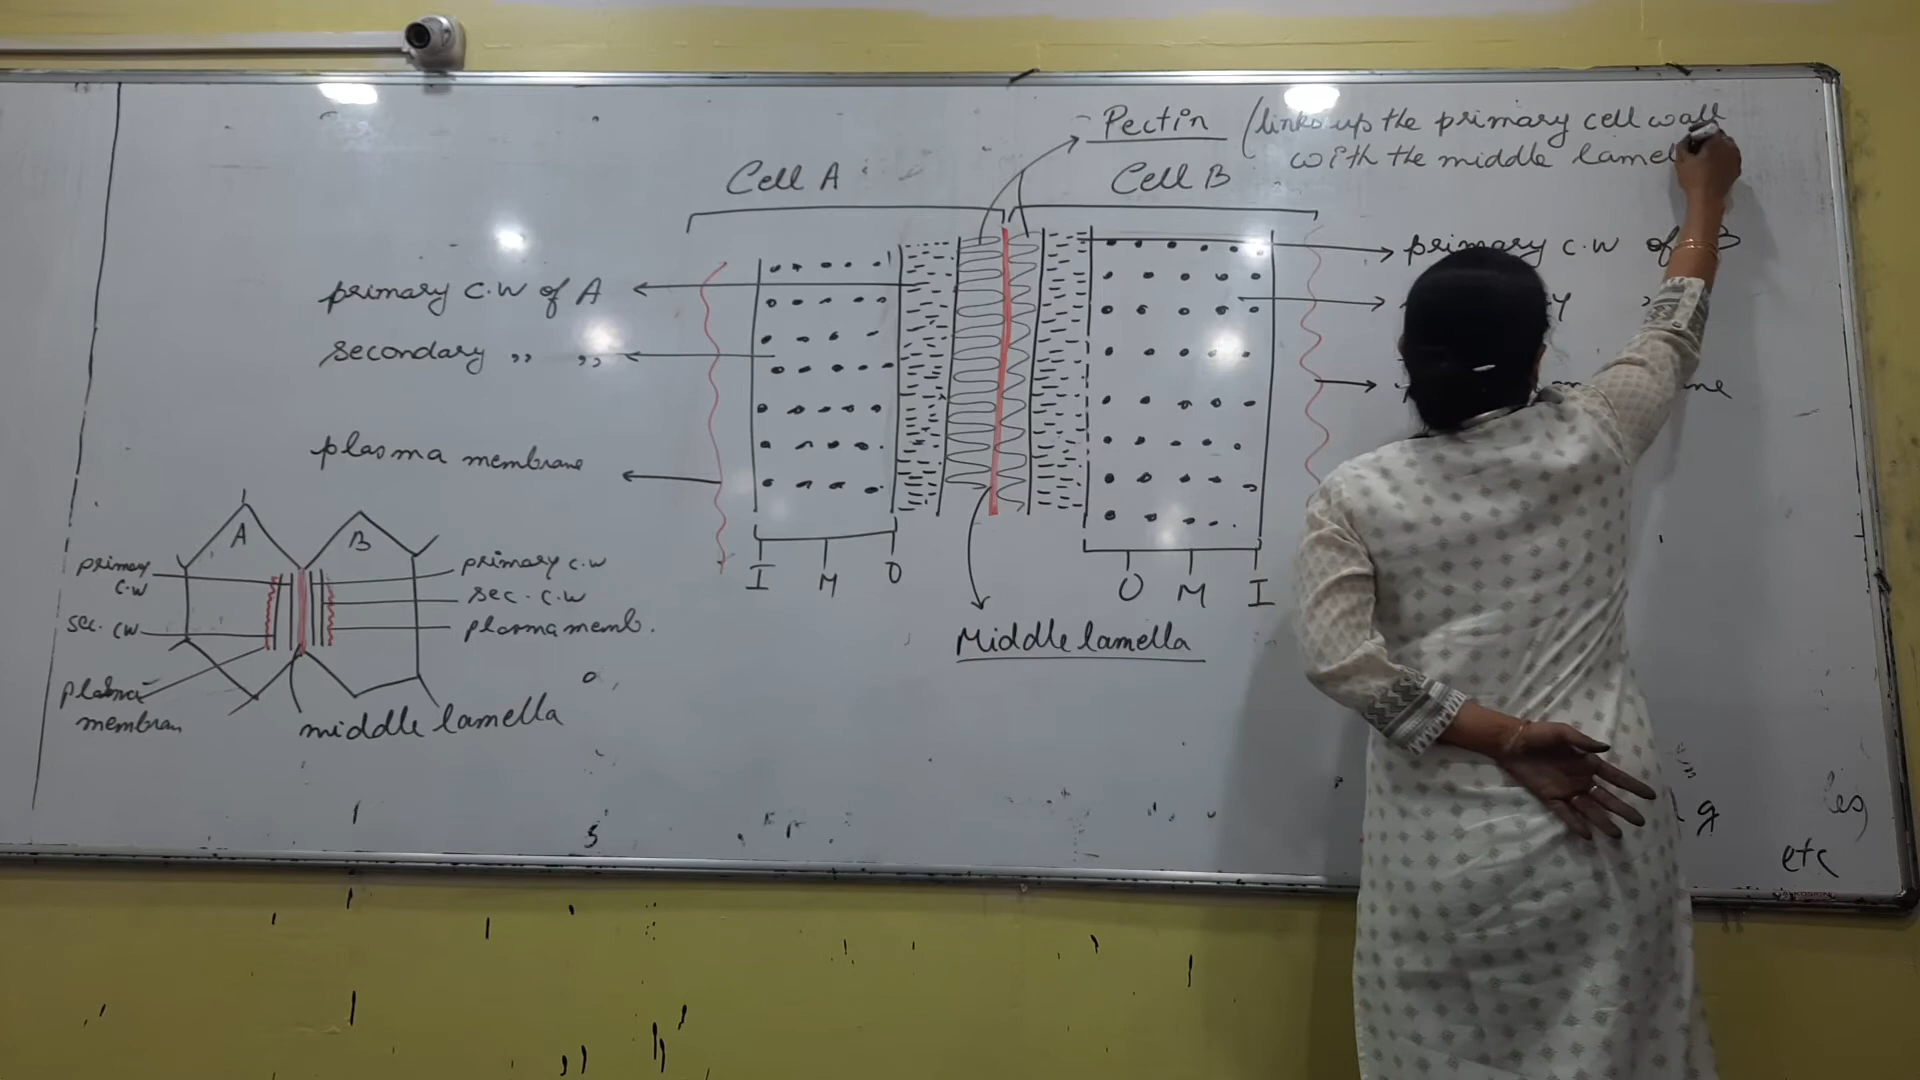 Pectin (links up the primary cell wall
with the middle lamel
Cell A
Cell B
primary C.W of A
secondary ,, ,,
plasma membrane
primary C.W of B
I M O
O M I
Middle lamella
A
B
primary
C.W
sec. CW
plasma
membran
primary C.W
sec. C.W
plasma memb.
middle lamella
etc